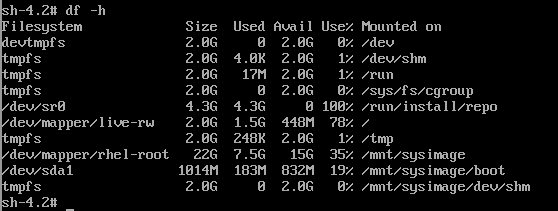 sh-4.2# df -h
Filesystem Size Used Avail Use% Mounted on
devtmpfs 2.0G 0 2.0G 0% /dev
tmpfs 2.0G 4.0K 2.0G 1% /dev/shm
tmpfs 2.0G 17M 2.0G 1% /run
tmpfs 2.0G 0 2.0G 0% /sys/fs/cgroup
/dev/sr0 4.3G 4.3G 0 100% /run/install/repo
/dev/mapper/live-rw 2.0G 1.5G 448M 78% /
tmpfs 2.0G 248K 2.0G 1% /tmp
/dev/mapper/rhel-root 22G 7.5G 15G 35% /mnt/sysimage
/dev/sda1 1014M 183M 832M 19% /mnt/sysimage/boot
tmpfs 2.0G 0 2.0G 0% /mnt/sysimage/dev/shm
sh-4.2# _